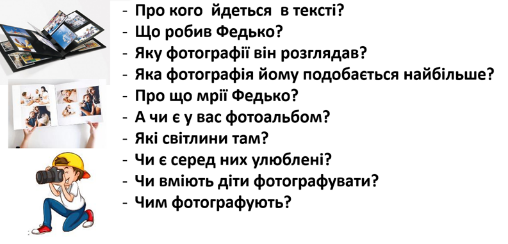 - Про кого йдеться в тексті?
- Що робив Федько?
- Яку фотографії він розглядав?
- Яка фотографія йому подобається найбільше?
- Про що мрії Федько?
- А чи є у вас фотоальбом?
- Які світлини там?
- Чи є серед них улюблені?
- Чи вміють діти фотографувати?
- Чим фотографують?